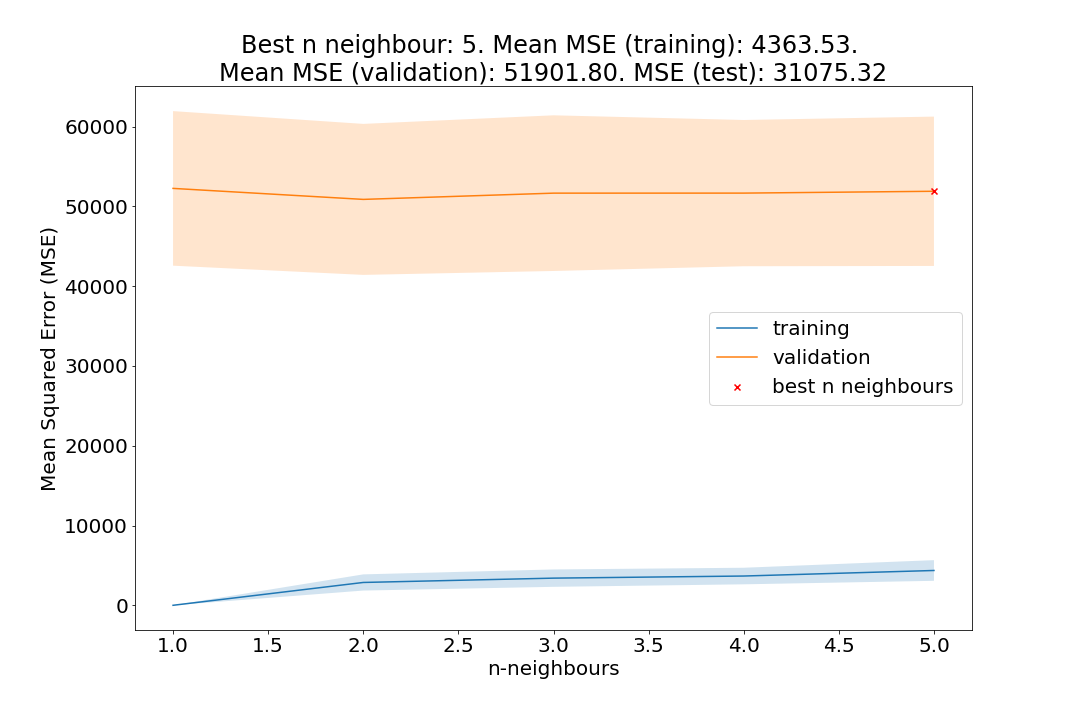 Best n neighbour: 5. Mean MSE (training): 4363.53.
Mean MSE (validation): 51901.80. MSE (test): 31075.32
60000
50000
40000
30000
20000
10000
0
Mean Squared Error (MSE)
training
validation
best n neighbours
1.0 1.5 2.0 2.5 3.0 3.5 4.0 4.5 5.0
n-neighbours